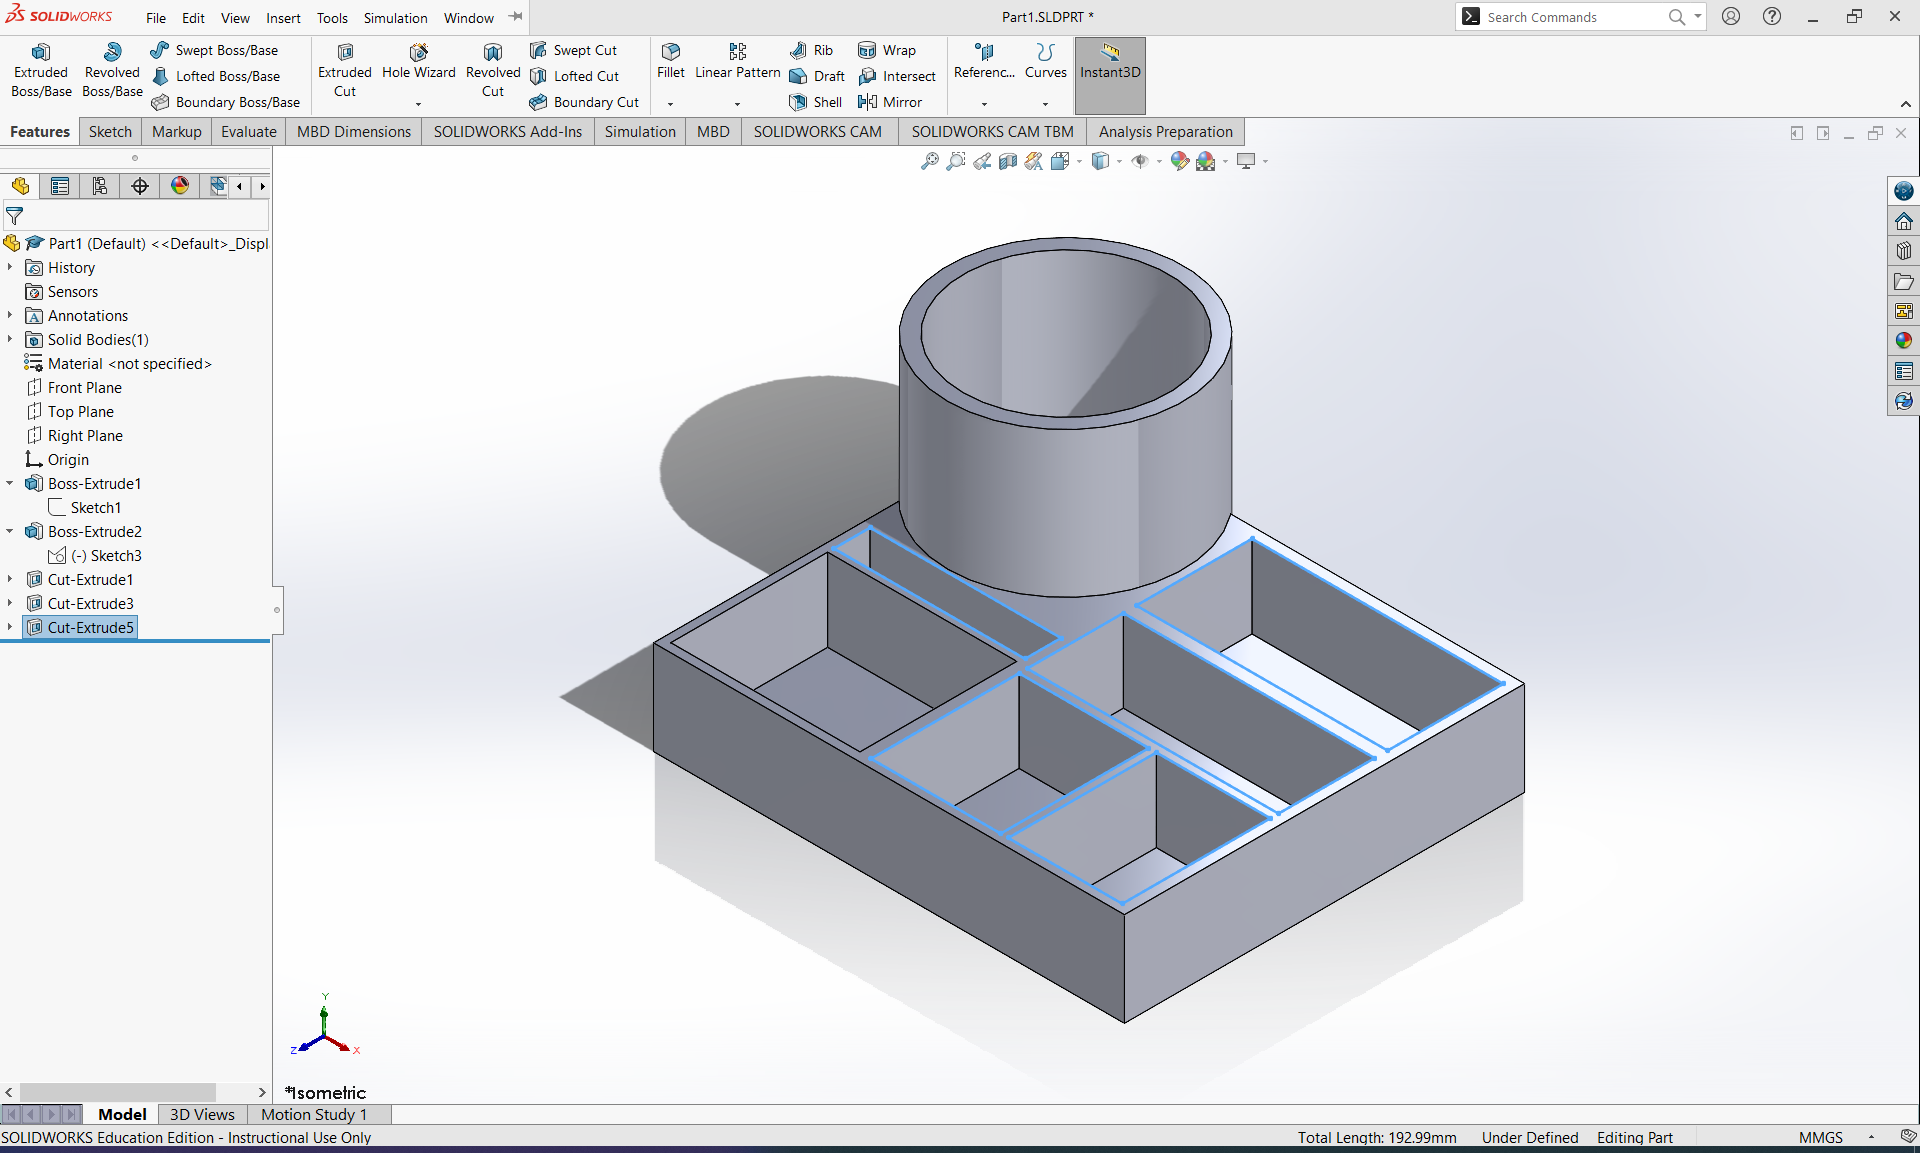 SOLIDWORKS File Edit View Insert Tools Simulation Window Part1.SLDPRT * Search Commands
Extruded Boss/Base
Revolved Boss/Base
Swept Boss/Base
Lofted Boss/Base
Boundary Boss/Base
Extruded Cut
Hole Wizard
Revolved Cut
Swept Cut
Lofted Cut
Boundary Cut
Fillet
Linear Pattern
Rib
Draft
Shell
Wrap
Intersect
Mirror
Referenc...
Curves
Instant3D
Features Sketch Markup Evaluate MBD Dimensions SOLIDWORKS Add-Ins Simulation MBD SOLIDWORKS CAM SOLIDWORKS CAM TBM Analysis Preparation
Part1 (Default) <<Default>_Displ
History
Sensors
Annotations
Solid Bodies(1)
Material <not specified>
Front Plane
Top Plane
Right Plane
Origin
Boss-Extrude1
Sketch1
Boss-Extrude2
(-) Sketch3
Cut-Extrude1
Cut-Extrude3
Cut-Extrude5
Y
Z X
*Isometric
Model 3D Views Motion Study 1
SOLIDWORKS Education Edition - Instructional Use Only Total Length: 192.99mm Under Defined Editing Part MMGS